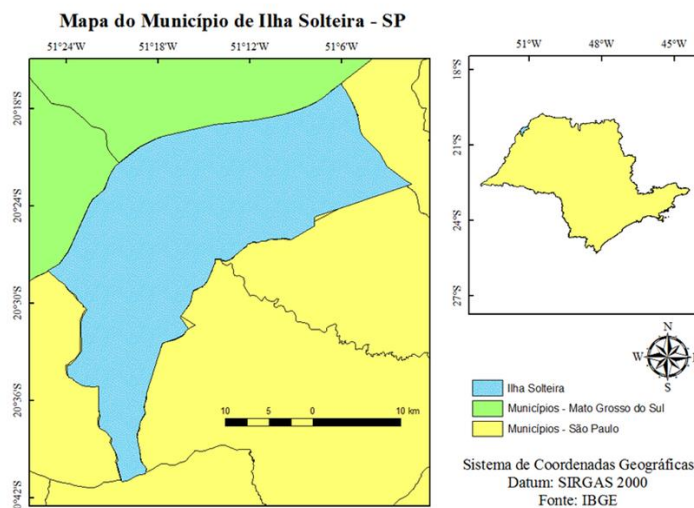 Mapa do Município de Ilha Solteira - SP
51°24'W 51°18'W 51°12'W 51°6'W
20°18'S
20°24'S
20°30'S
20°36'S
20°42'S
10 5 0 10 km
51°W 48°W 45°W
18°S
21°S
24°S
27°S
N
W E
S
Ilha Solteira
Municípios - Mato Grosso do Sul
Municípios - São Paulo
Sistema de Coordenadas Geográficas
Datum: SIRGAS 2000
Fonte: IBGE